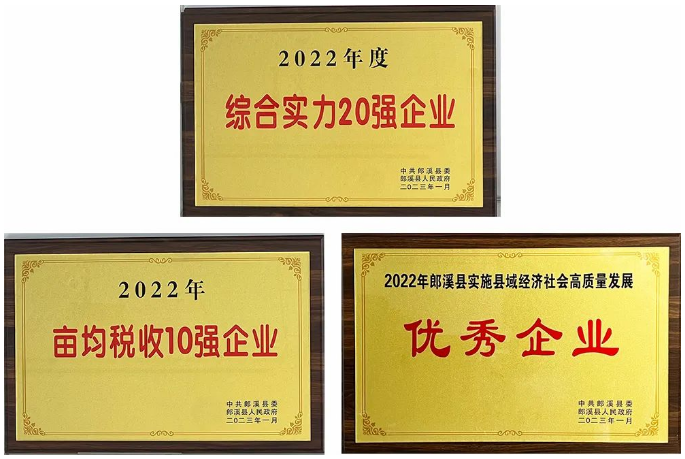 2022年度
综合实力20强企业
中共郎溪县委
郎溪县人民政府
二〇二三年一月
2022年
亩均税收10强企业
中共郎溪县委
郎溪县人民政府
二〇二三年一月
2022年郎溪县实施县域经济社会高质量发展
优秀企业
中共郎溪县委
郎溪县人民政府
二〇二三年一月